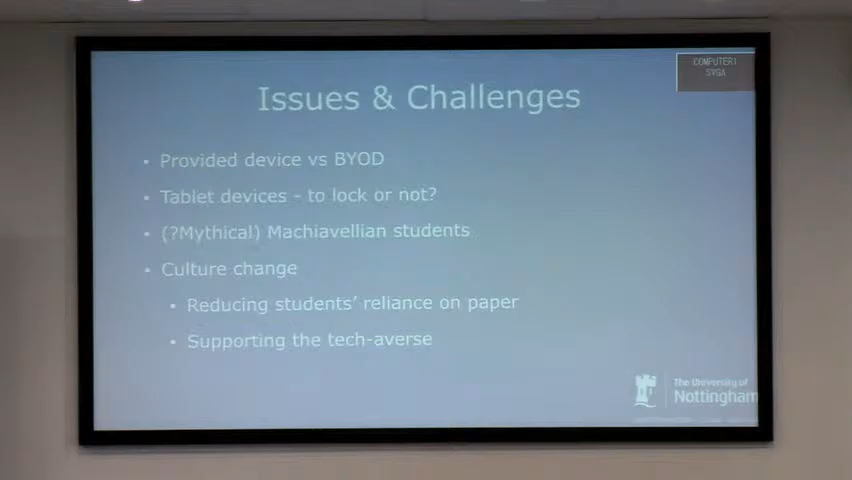 COMPUTER1
SVGA
Issues & Challenges
• Provided device vs BYOD
• Tablet devices - to lock or not?
• (?Mythical) Machiavellian students
• Culture change
• Reducing students' reliance on paper
• Supporting the tech-averse
The University of
Nottingham